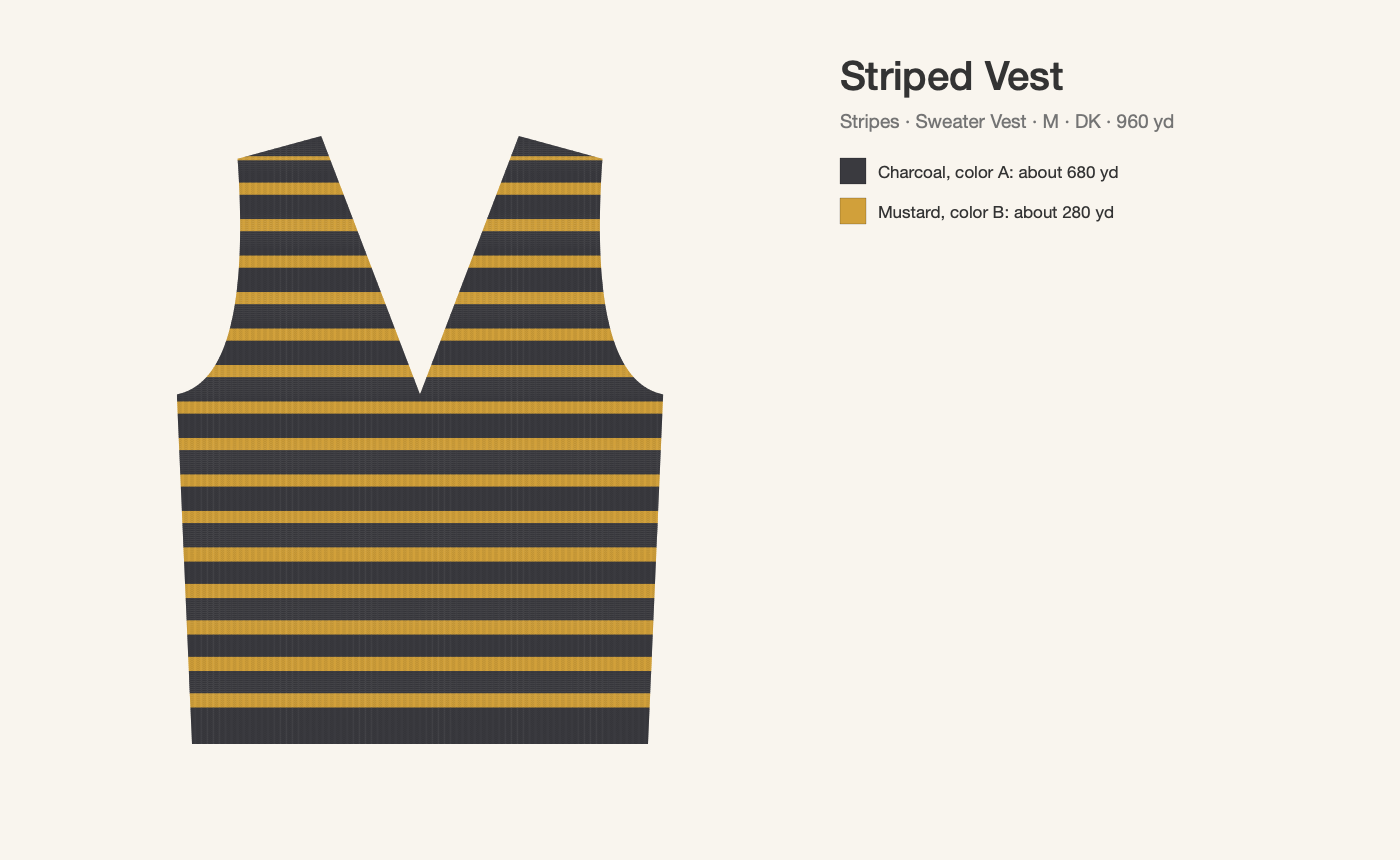 Striped Vest
Stripes · Sweater Vest · M · DK · 960 yd
Charcoal, color A: about 680 yd
Mustard, color B: about 280 yd